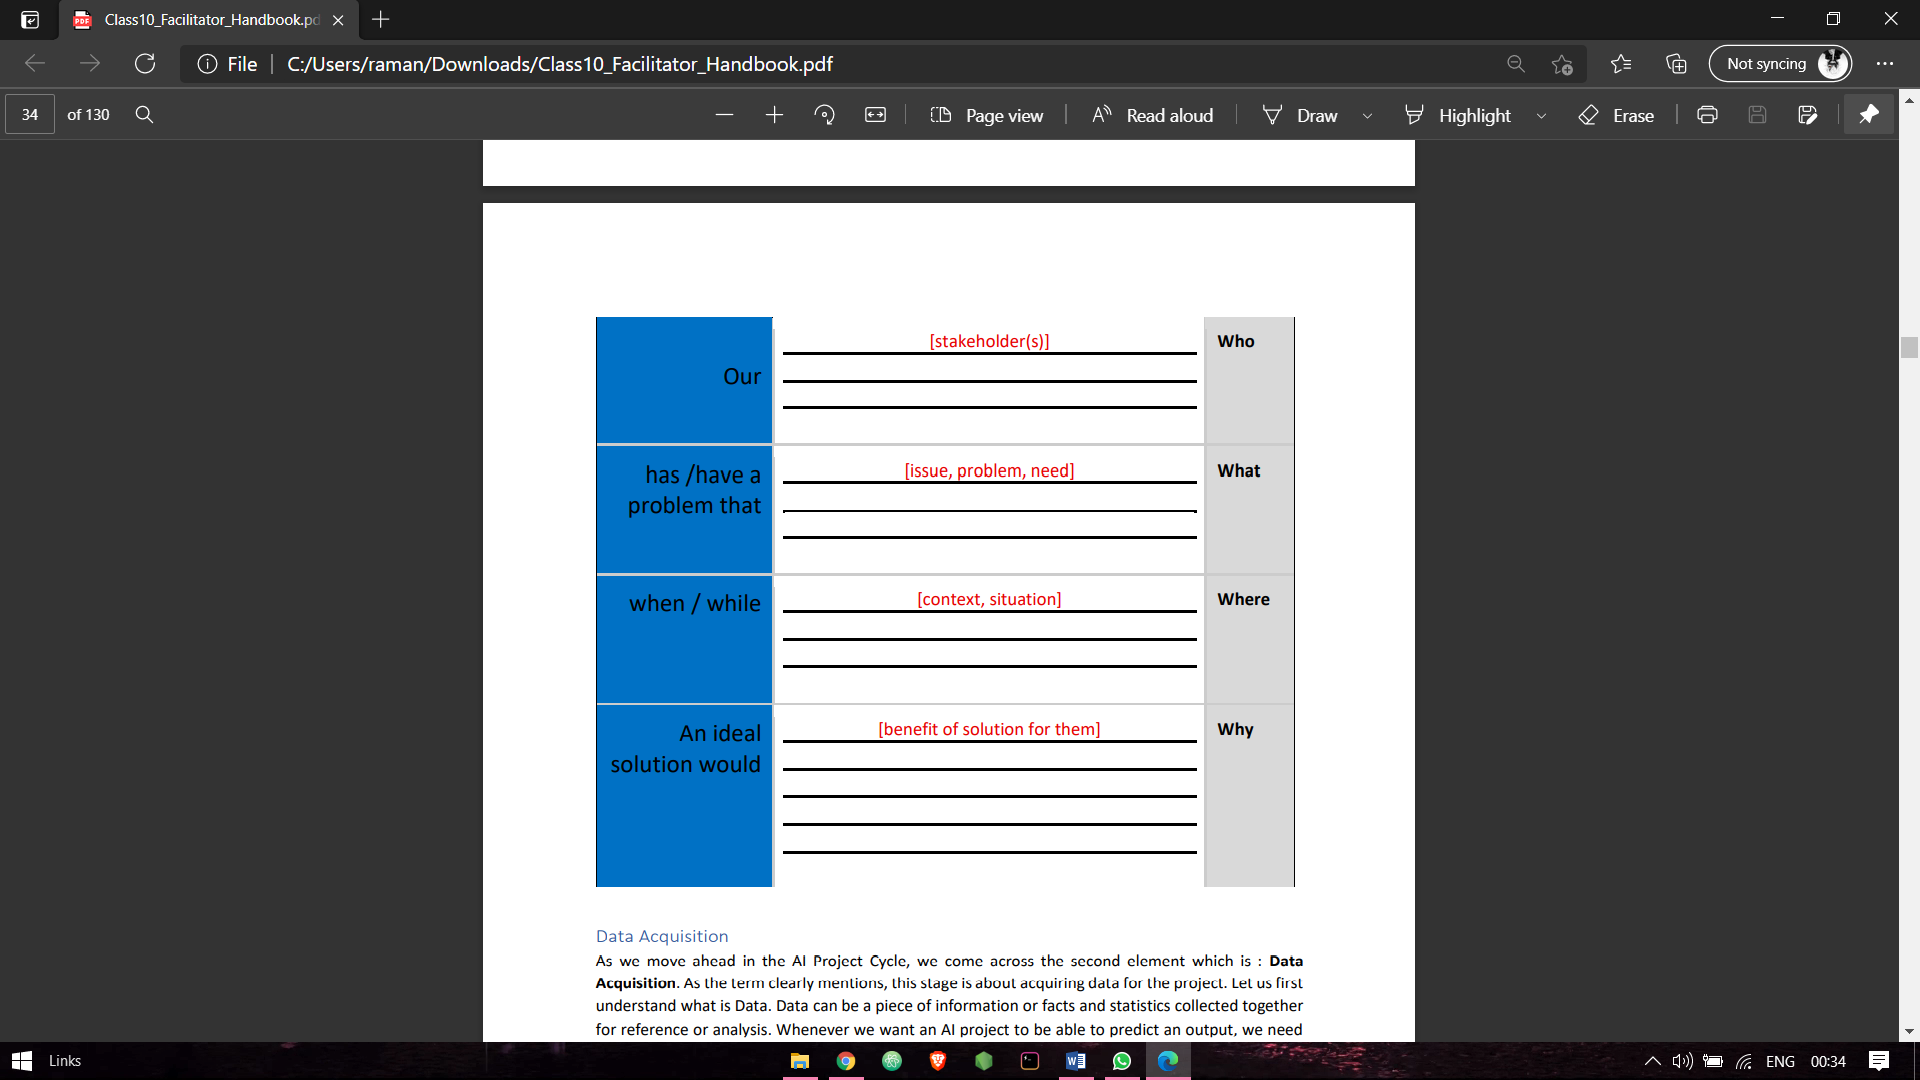 Class10_Facilitator_Handbook.pd
File
C:/Users/raman/Downloads/Class10_Facilitator_Handbook.pdf
Not syncing
34 of 130
Page view
Read aloud
Draw
Highlight
Erase
[stakeholder(s)]
Who
Our
has /have a
problem that
[issue, problem, need]
What
when / while
[context, situation]
Where
An ideal
solution would
[benefit of solution for them]
Why
Data Acquisition
As we move ahead in the AI Project Cycle, we come across the second element which is : Data
Acquisition. As the term clearly mentions, this stage is about acquiring data for the project. Let us first
understand what is Data. Data can be a piece of information or facts and statistics collected together
for reference or analysis. Whenever we want an AI project to be able to predict an output, we need
Links
ENG
00:34